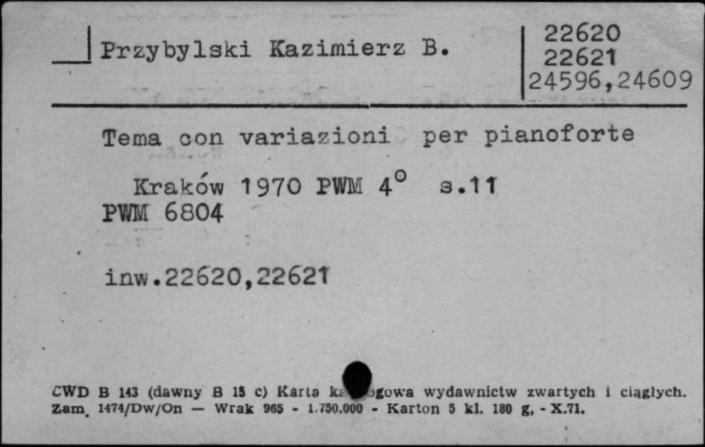 Przybylski Kazimierz B.
22620
22621
24596,24609
Tema con variazioni per pianoforte
Kraków 1970 PWM 4° s.11
PWM 6804
inw.22620,22621
CWD B 143 (dawny B 15 c) Karta wydawnictw zwartych i ciągłych.
Zam. 1474/Dw/On — Wrak 965 - 1.750.000 - Karton 5 kl. 180 g. - X.71.